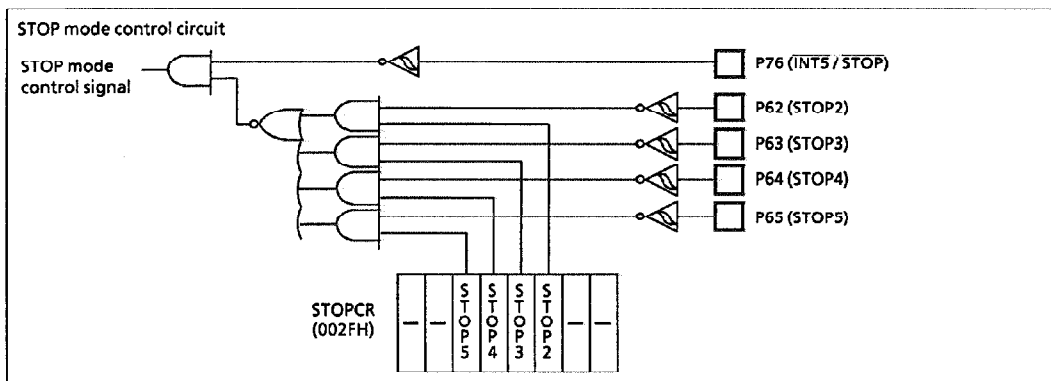 STOP mode control circuit
STOP mode
control signal
P76 (INT5 / STOP)
P62 (STOP2)
P63 (STOP3)
P64 (STOP4)
P65 (STOP5)
STOPCR
(002FH)
— — STOP5 STOP4 STOP3 STOP2 — —